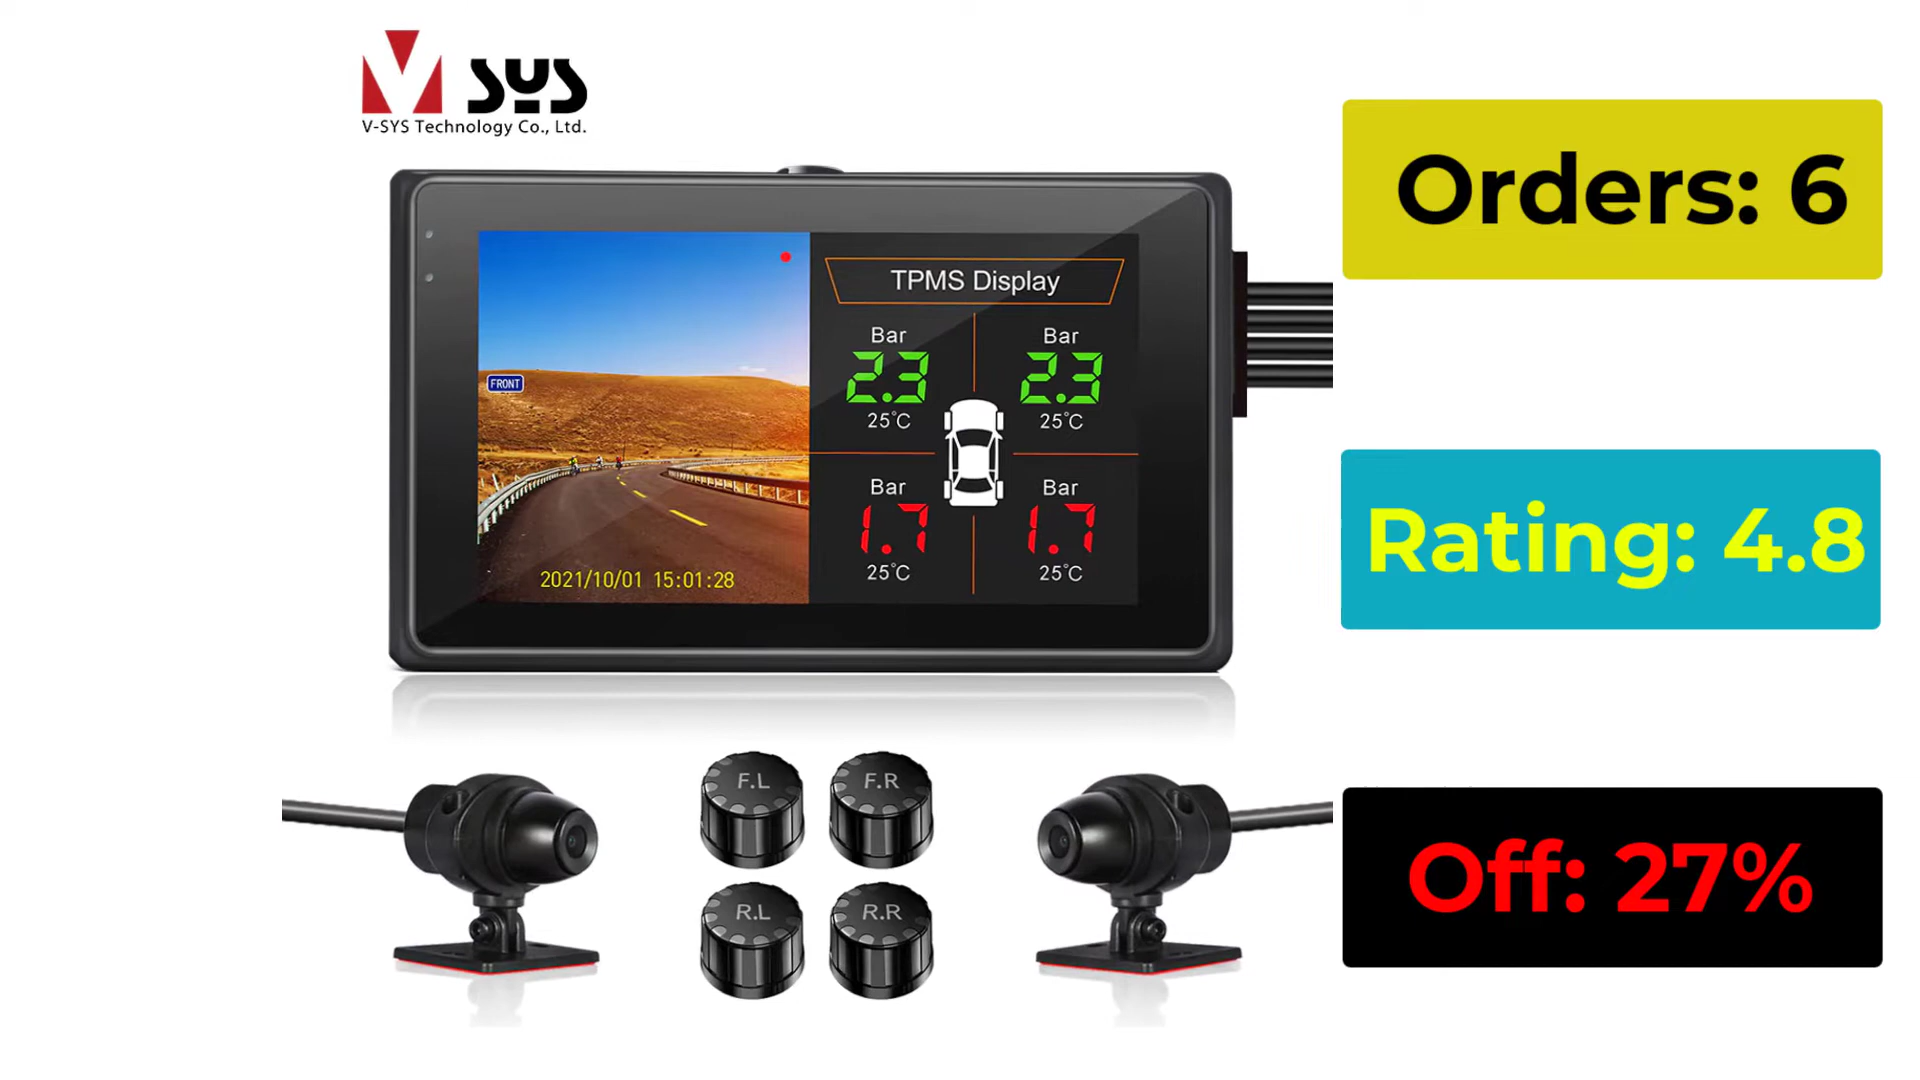 V sys
V-SYS Technology Co., Ltd.
Orders: 6
TPMS Display
Bar
2.3
25°C
Bar
2.3
25°C
FRONT
Bar
1.7
25°C
Bar
1.7
25°C
2021/10/01 15:01:28
Rating: 4.8
F.L
F.R
R.L
R.R
Off: 27%